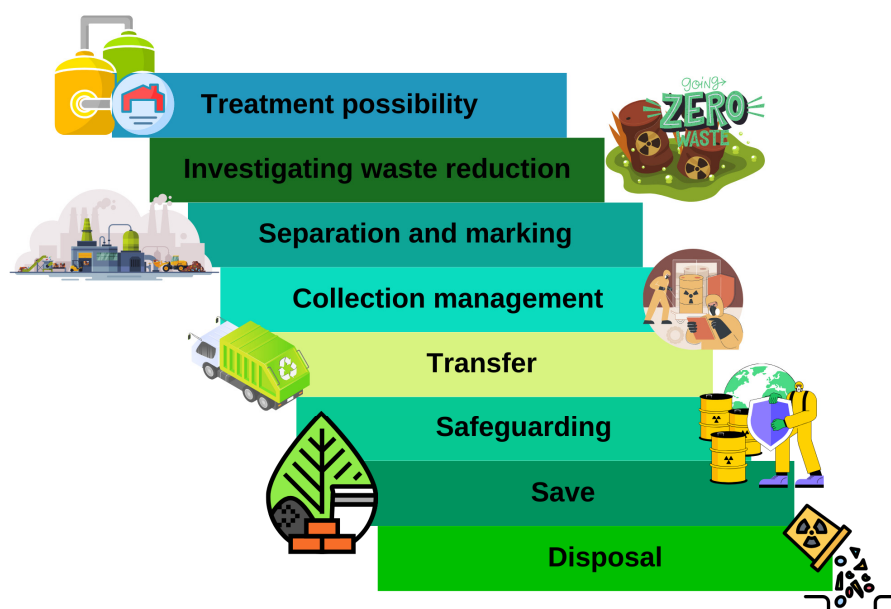 Treatment possibility
going
ZERO
WASTE
Investigating waste reduction
Separation and marking
Collection management
Transfer
Safeguarding
Save
Disposal